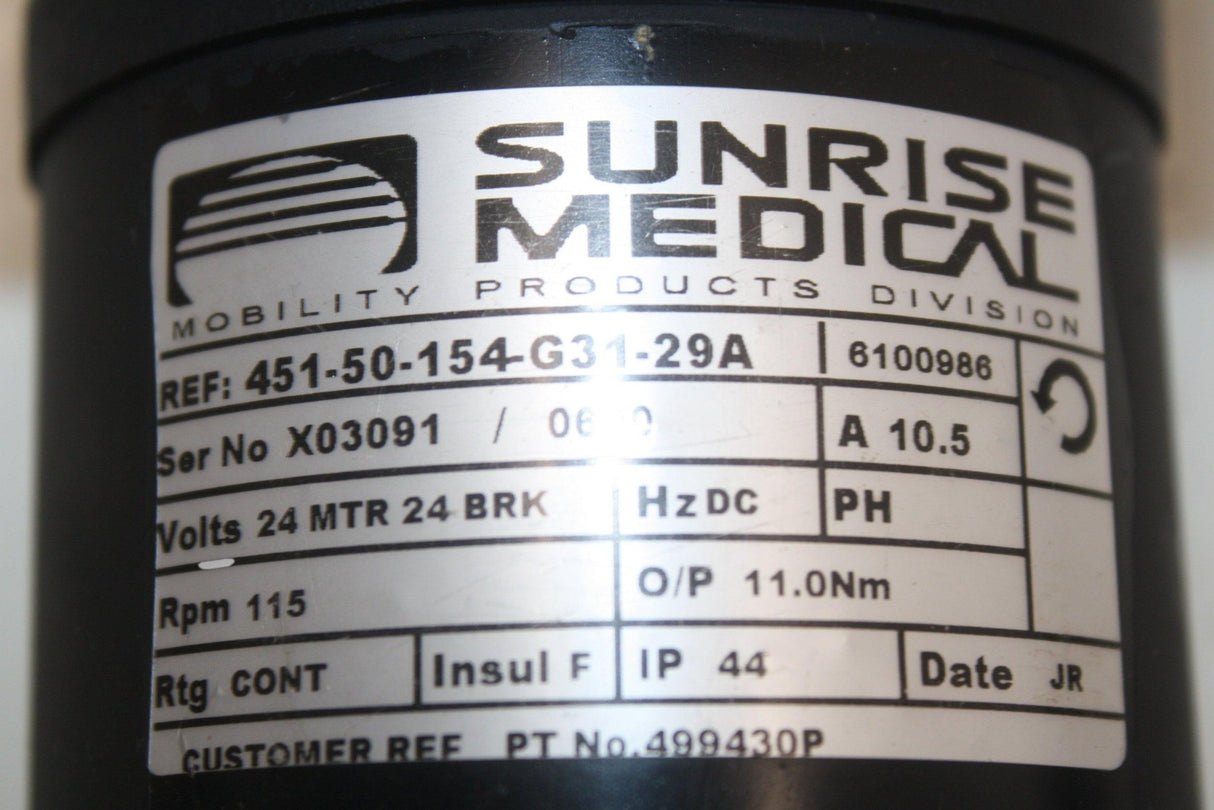 SUNRISE
MEDICAL
MOBILITY PRODUCTS DIVISION
REF: 451-50-154-G31-29A | 6100986
Ser No X03091 /
A 10.5
Volts 24 MTR 24 BRK
Hz DC
PH
Rpm 115
O/P 11.0Nm
Rtg CONT
Insul F
IP 44
Date JR
CUSTOMER REF PT No.499430P